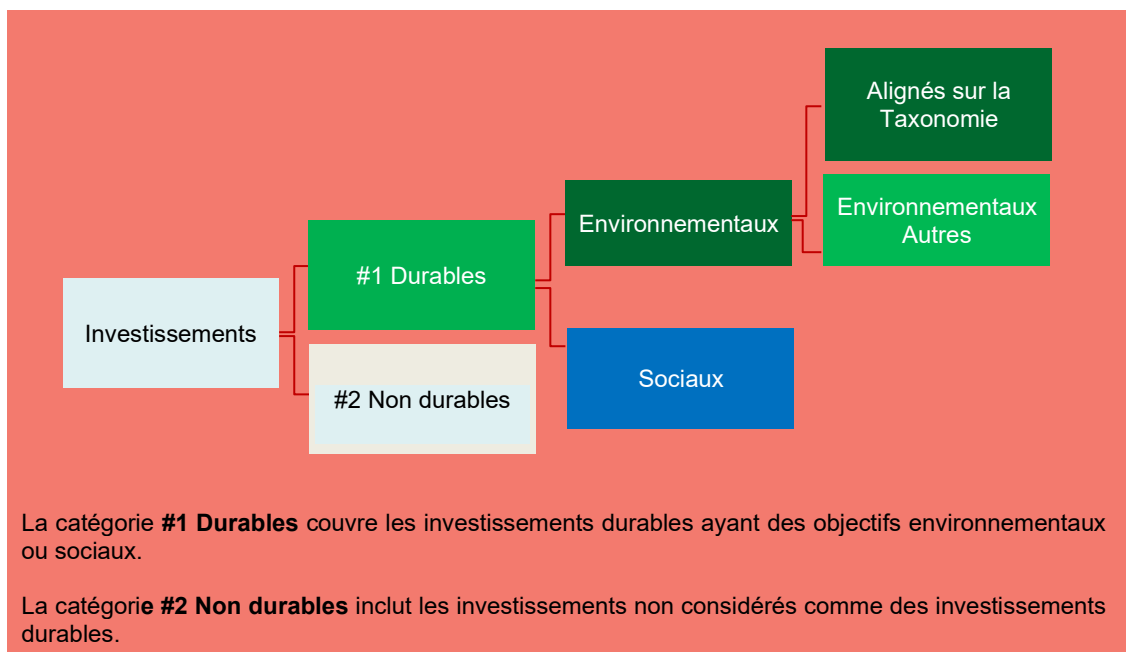 Alignés sur la
Taxonomie
Environnementaux
Environnementaux
Autres
#1 Durables
Investissements
Sociaux
#2 Non durables
La catégorie #1 Durables couvre les investissements durables ayant des objectifs environnementaux
ou sociaux.
La catégorie #2 Non durables inclut les investissements non considérés comme des investissements
durables.